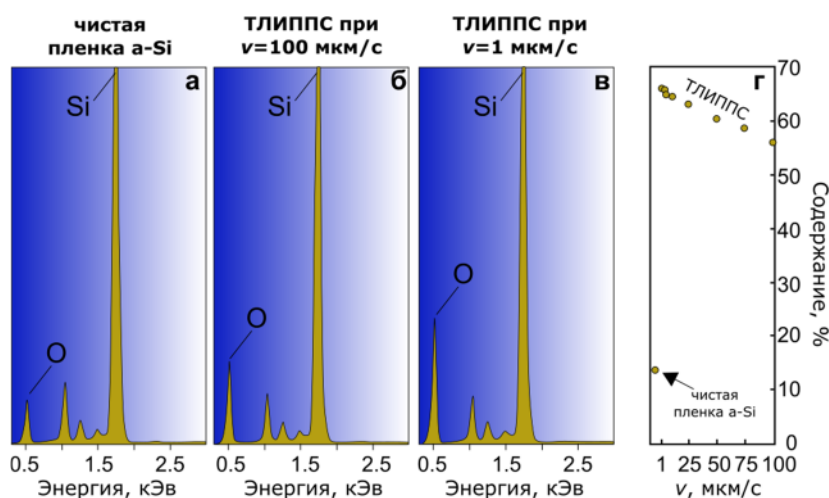 чистая
пленка a-Si
ТЛИППС при
v=100 мкм/с
ТЛИППС при
v=1 мкм/с
а
Si
O
0.5 1.5 2.5
Энергия, кэВ
б
Si
O
0.5 1.5 2.5
Энергия, кэВ
в
Si
O
0.5 1.5 2.5
Энергия, кэВ
г
ТЛИППС
чистая
пленка a-Si
70
60
50
40
30
20
10
0
Содержание, %
1 25 50 75 100
v, мкм/с